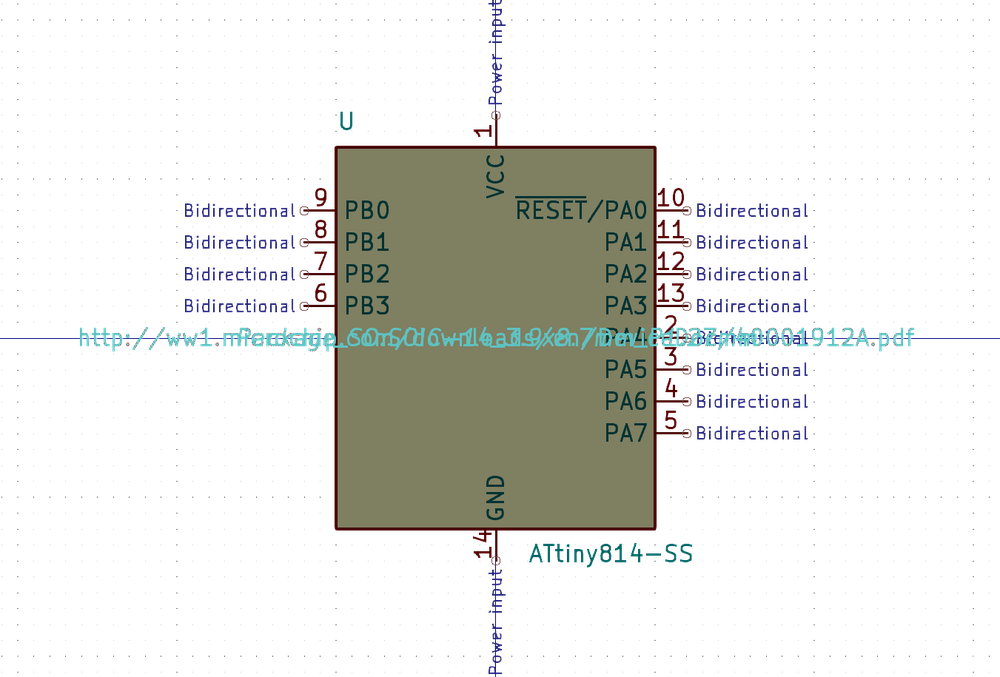 Power input
U
1
VCC
Bidirectional 9 PB0 RESET/PA0 10 Bidirectional
Bidirectional 8 PB1 PA1 11 Bidirectional
Bidirectional 7 PB2 PA2 12 Bidirectional
Bidirectional 6 PB3 PA3 13 Bidirectional
PA4 2 Bidirectional
PA5 3 Bidirectional
PA6 4 Bidirectional
PA7 5 Bidirectional
GND
14
ATtiny814-SS
Power input